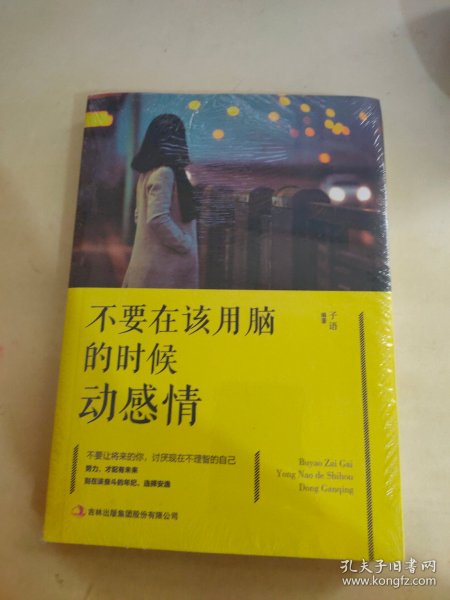 不要在该用脑
的时候
动感情
子语
编著
不要让将来的你，讨厌现在不理智的自己
努力，才配有未来
别在该奋斗的年纪，选择安逸
Buyao Zai Gai
Yong Nao de Shihou
Dong Ganqing
吉林出版集团股份有限公司
孔夫子旧书网
www.kongfz.com